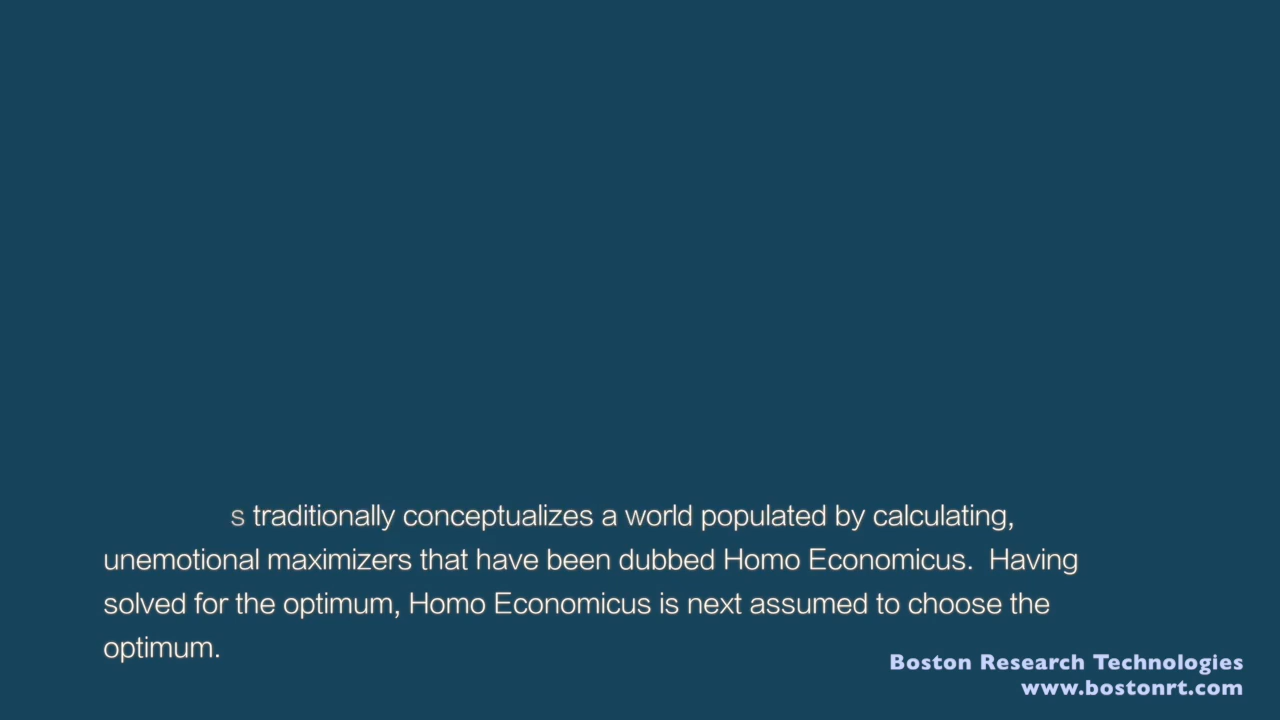 s traditionally conceptualizes a world populated by calculating,
unemotional maximizers that have been dubbed Homo Economicus.  Having
solved for the optimum, Homo Economicus is next assumed to choose the
optimum.
Boston Research Technologies
www.bostonrt.com